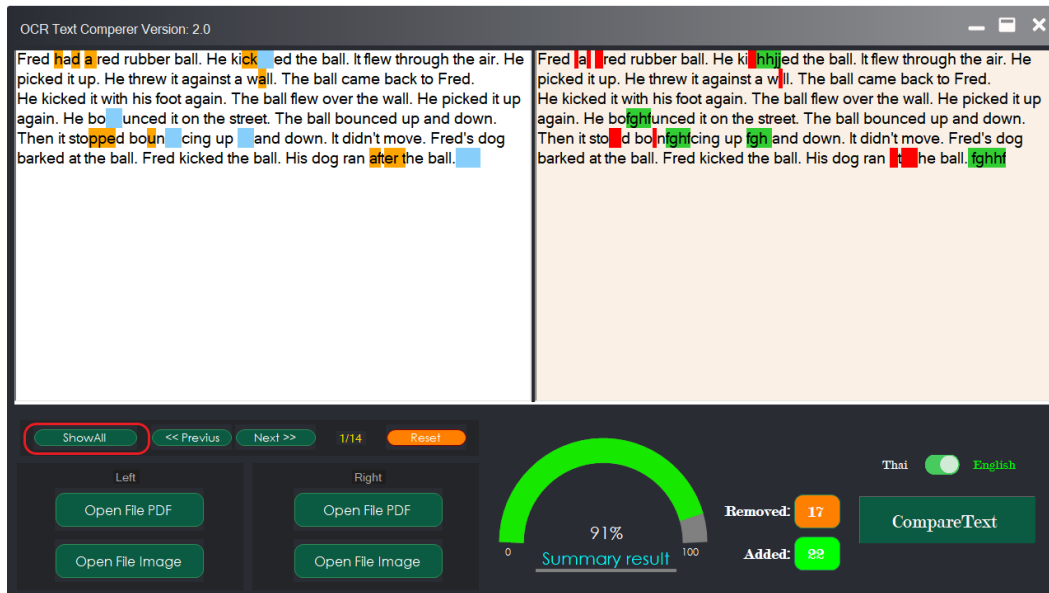 OCR Text Comperer Version: 2.0
Fred had a red rubber ball. He kicked the ball. It flew through the air. He
picked it up. He threw it against a wall. The ball came back to Fred.
He kicked it with his foot again. The ball flew over the wall. He picked it up
again. He bo unced it on the street. The ball bounced up and down.
Then it stopped boun cing up and down. It didn't move. Fred's dog
barked at the ball. Fred kicked the ball. His dog ran after the ball.
Fred a red rubber ball. He ki hhjjed the ball. It flew through the air. He
picked it up. He threw it against a w ll. The ball came back to Fred.
He kicked it with his foot again. The ball flew over the wall. He picked it up
again. He bofghfunced it on the street. The ball bounced up and down.
Then it sto d bo nfghfcing up fgh and down. It didn't move. Fred's dog
barked at the ball. Fred kicked the ball. His dog ran t he ball. fghhf
ShowAll
<< Previus
Next >>
1/14
Reset
Left
Open File PDF
Open File Image
Right
Open File PDF
Open File Image
91%
0
100
Summary result
Removed: 17
Added: 22
Thai
English
CompareText